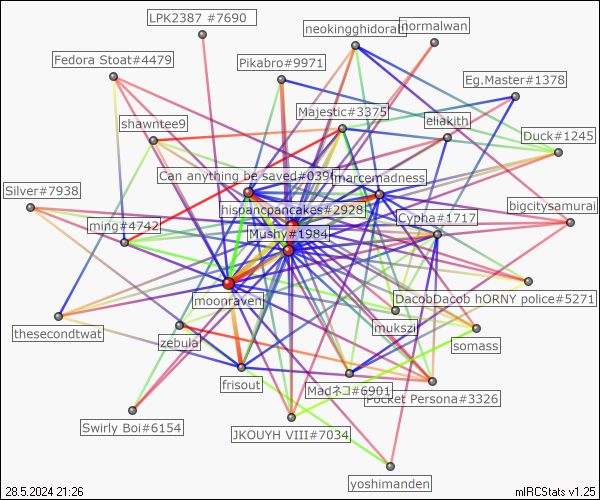 LPK2387 #7690
neokingghidorah
normalwan
Fedora Stoat#4479
Pikabro#9971
Eg.Master#1378
Majestic#3375
shawntee9
eliakith
Duck#1245
Can anything be saved#039
marcemadness
Silver#7938
hispancpancakes#2928
bigcitysamurai
ming#4742
Cypha#1717
Mushy#1984
moonraven
DacobDacob hORNY police#5271
mukszi
thesecondtwat
zebula
somass
frisout
Madネコ#6901
Pocket Persona#3326
Swirly Boi#6154
JKOUYH VIII#7034
yoshimanden
28.5.2024 21:26
mIRCStats v1.25